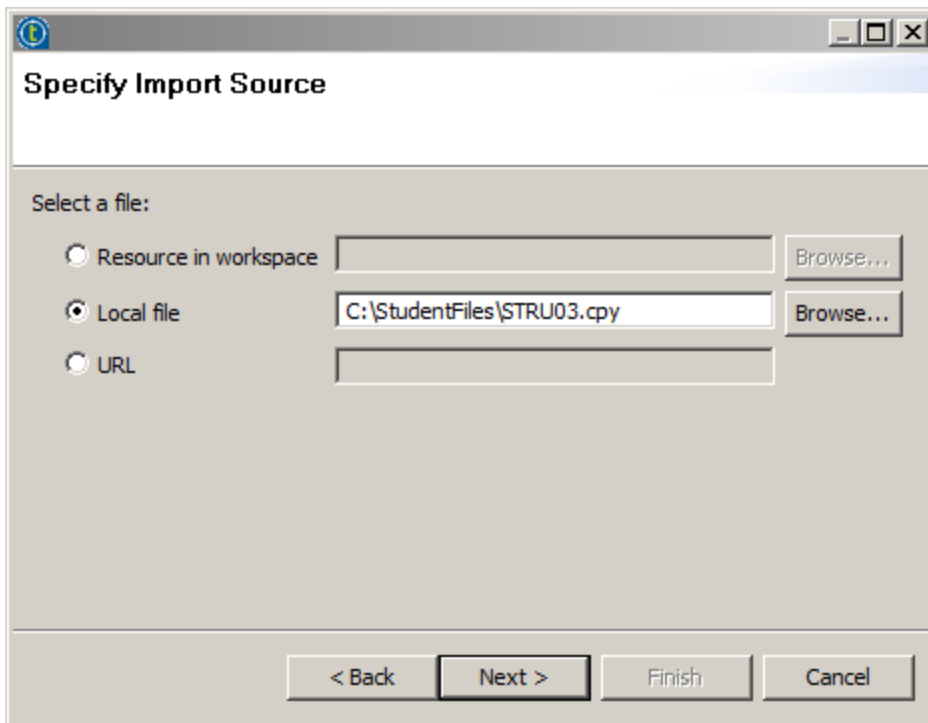 Specify Import Source
Select a file:
Resource in workspace Browse...
Local file C:\StudentFiles\STRU03.cpy Browse...
URL
< Back Next > Finish Cancel